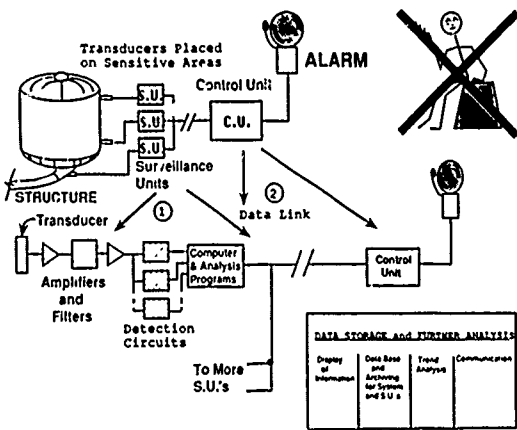 Transducers Placed
on Sensitive Areas
ALARM
Control Unit
S.U
S.U
S.U
C.U.
Surveillance
Units
STRUCTURE
1
2
Data Link
Transducer
Amplifiers
and
Filters
Computer
& Analysis
Programs
Control
Unit
Detection
Circuits
To More
S.U.'s
DATA STORAGE and FURTHER ANALYSIS
Display
of
Information
Data Base
and
Archiving
for System
and S.U.s
Trend
Analysis
Communication